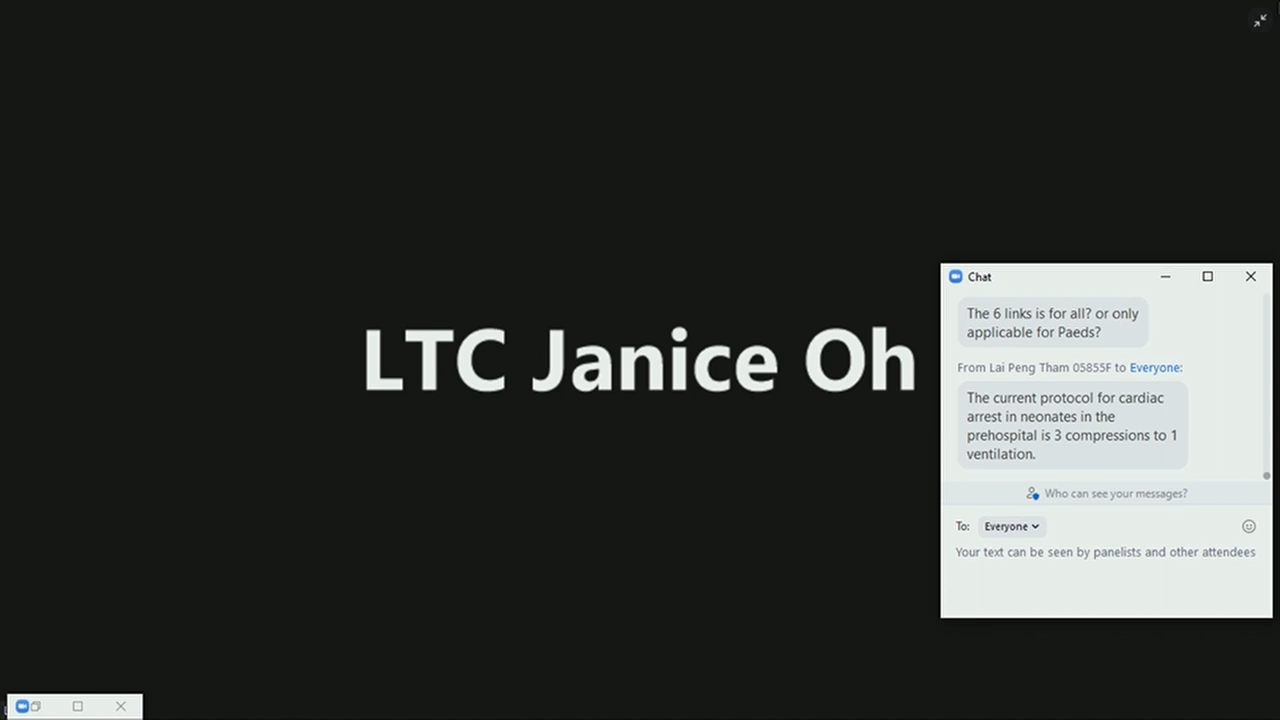 LTC Janice Oh
Chat
The 6 links is for all? or only
applicable for Paeds?
From Lai Peng Tham 05855F to Everyone:
The current protocol for cardiac
arrest in neonates in the
prehospital is 3 compressions to 1
ventilation.
Who can see your messages?
To: Everyone
Your text can be seen by panelists and other attendees